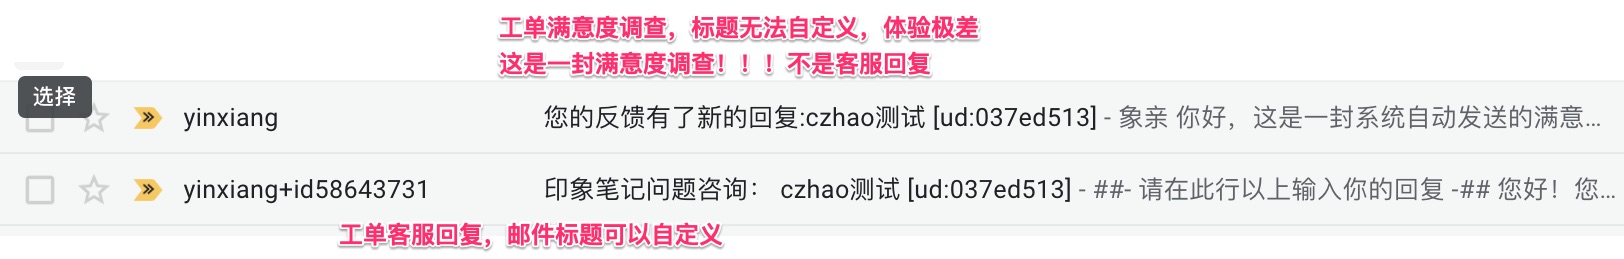 工单满意度调查，标题无法自定义，体验极差
这是一封满意度调查！！！不是客服回复
选择
yinxiang 您的反馈有了新的回复:czhao测试 [ud:037ed513] - 象亲 你好，这是一封系统自动发送的满意...
yinxiang+id58643731 印象笔记问题咨询： czhao测试 [ud:037ed513] - ##- 请在此行以上输入你的回复 -## 您好！您...
工单客服回复，邮件标题可以自定义